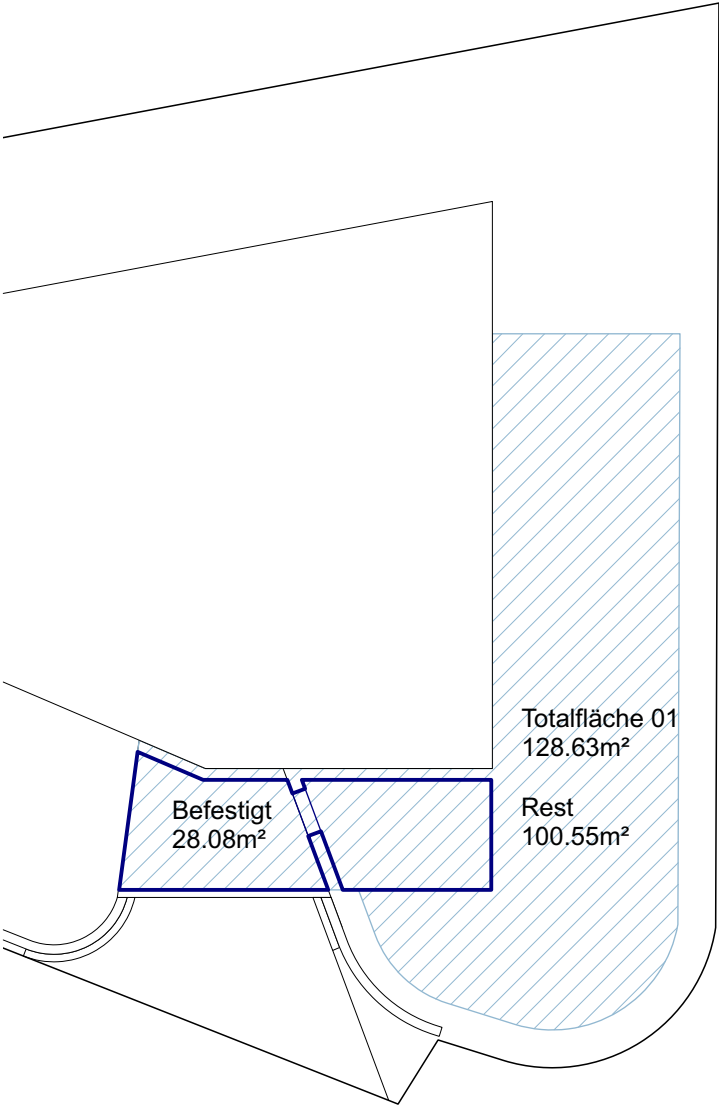 Totalfläche 01
128.63m²
Befestigt
28.08m²
Rest
100.55m²